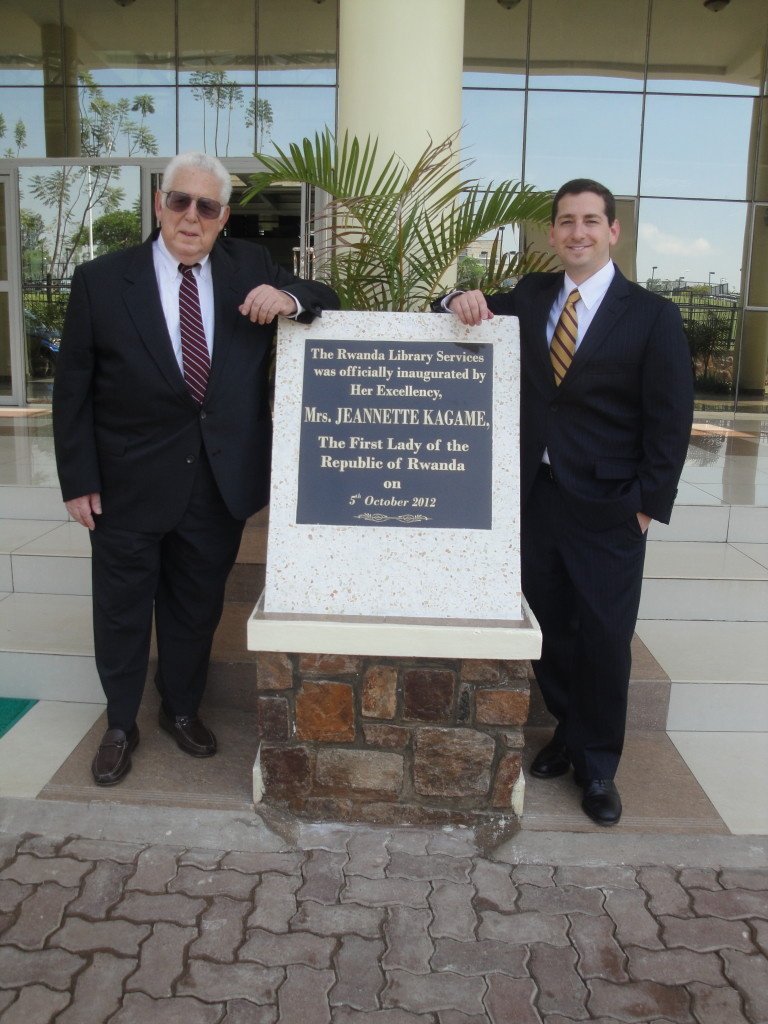 The Rwanda Library Services
was officially inaugurated by
Her Excellency,
Mrs. JEANNETTE KAGAME,
The First Lady of the
Republic of Rwanda
on
5th October 2012